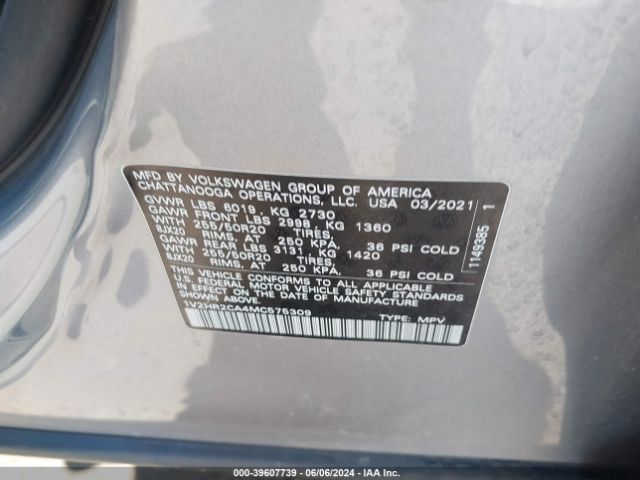 MFD BY VOLKSWAGEN GROUP OF AMERICA
CHATTANOOGA OPERATIONS, LLC. USA 03/2021
GVWR LBS 6019, KG 2730
GAWR FRONT LBS 2998, KG 1360
WITH 255/50R20 TIRES,
8JX20 RIMS, AT 250 KPA, 36 PSI COLD
GAWR REAR LBS 3131, KG 1420
WITH 255/50R20 TIRES,
8JX20 RIMS, AT 250 KPA, 36 PSI COLD
THIS VEHICLE CONFORMS TO ALL APPLICABLE
U.S. FEDERAL MOTOR VEHICLE SAFETY STANDARDS
IN EFFECT ON THE DATE OF MANUFACTURE
SHOWN ABOVE.
1V2HR2CA4MC575309 TYPE: MPV
1149385 1
000-39607739 - 06/06/2024 - IAA Inc.